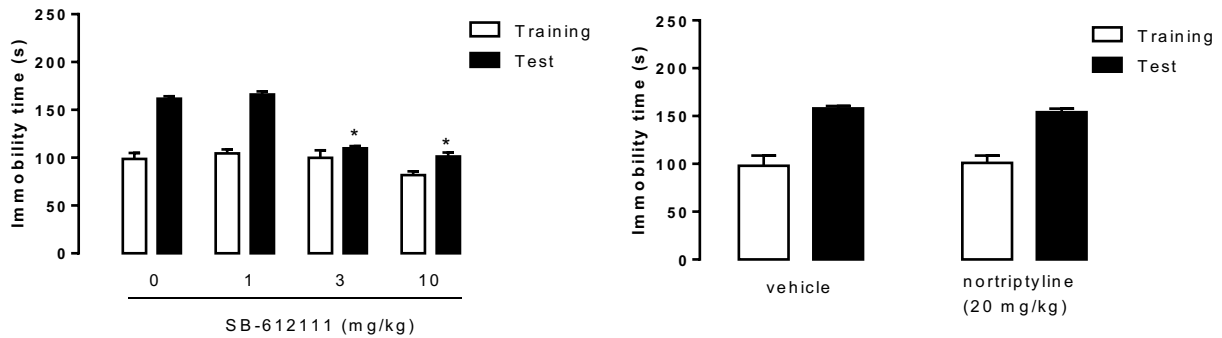 Immobility time (s)
250
200
150
100
50
0
Training
Test
*
*
0 1 3 10
SB-612111 (mg/kg)
Immobility time (s)
250
200
150
100
50
0
Training
Test
vehicle
nortriptyline
(20 mg/kg)